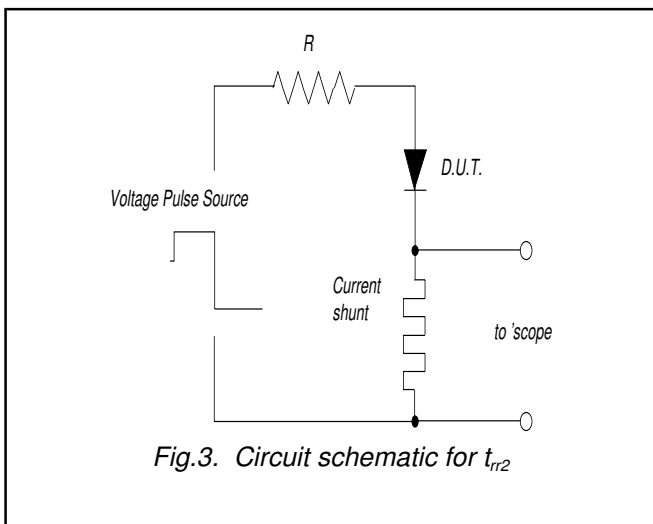 R
D.U.T.
Voltage Pulse Source
Current
shunt
to 'scope
Fig.3. Circuit schematic for trr2